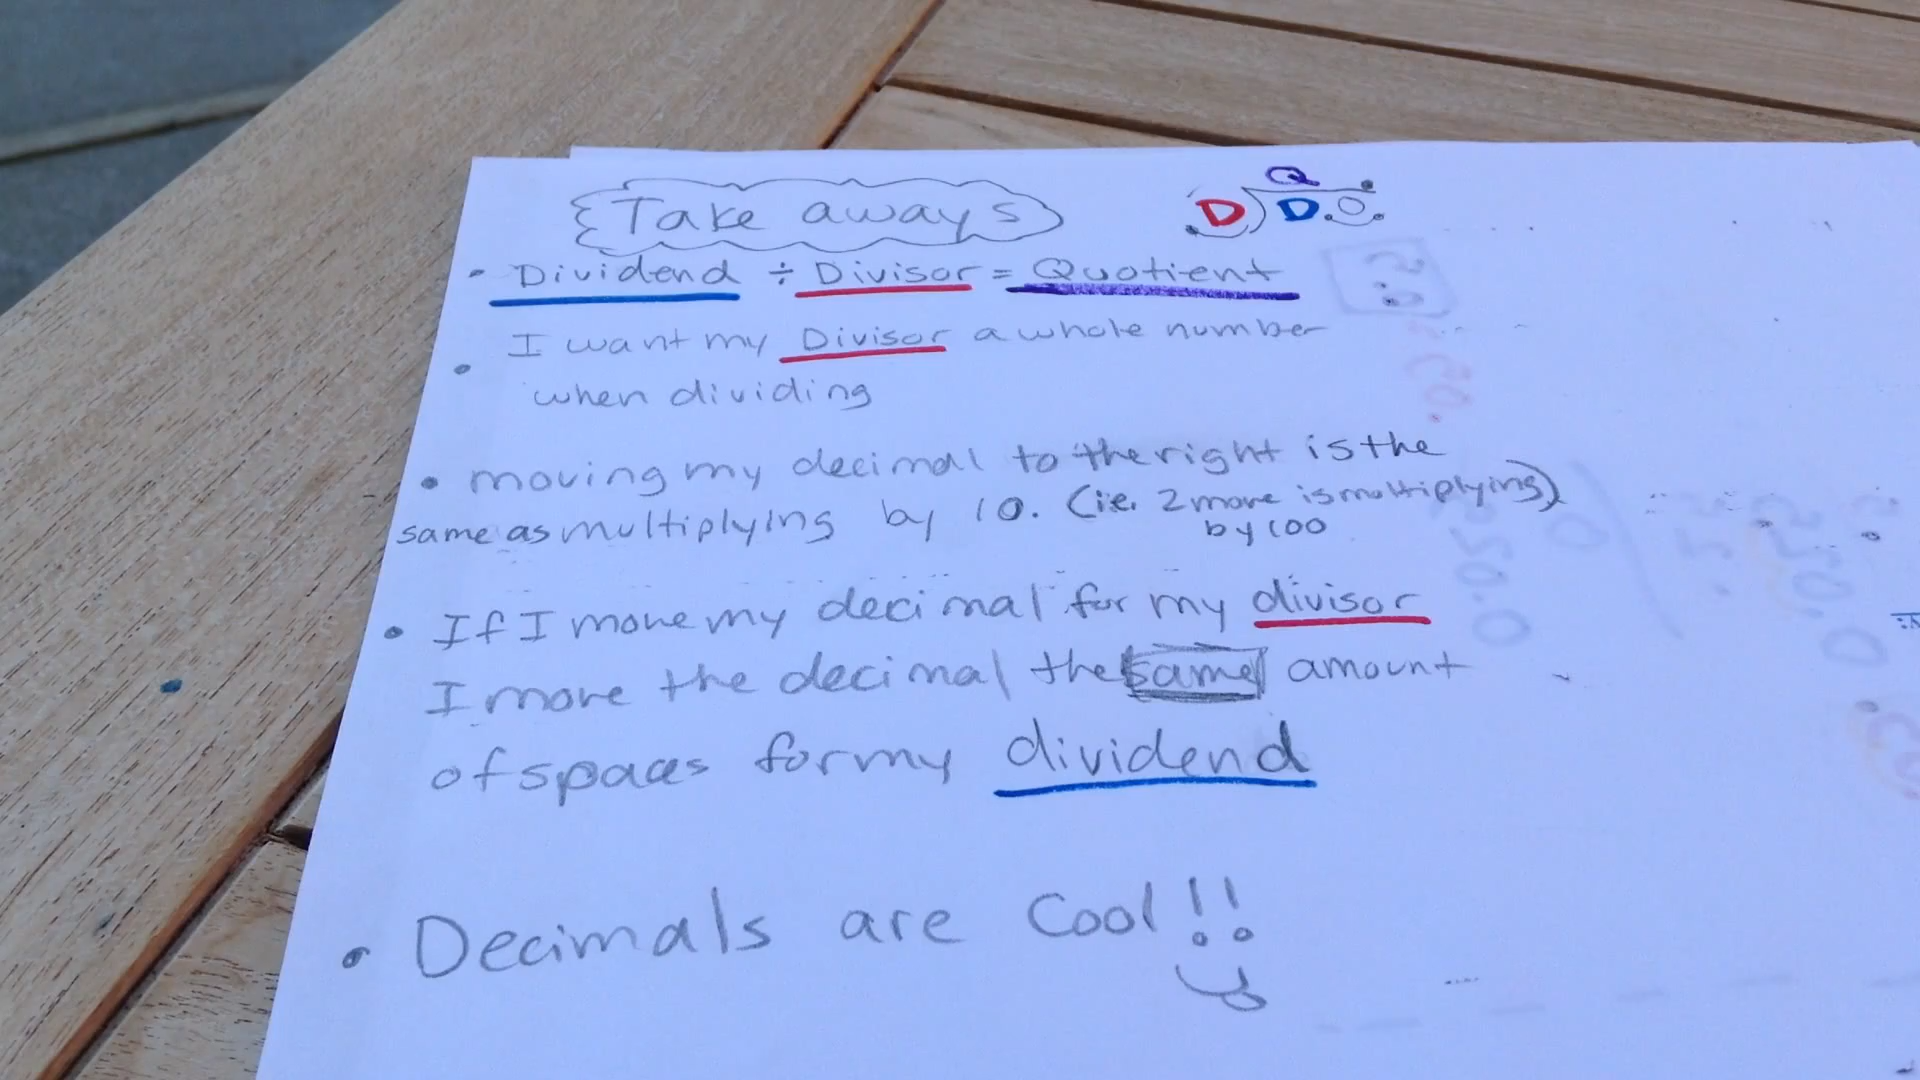 Take aways
Q
D) D.0.
• Dividend ÷ Divisor = Quotient
• I want my Divisor a whole number
when dividing
• moving my decimal to the right is the
same as multiplying by 10. (i.e. 2 move is multiplying)
by 100
• If I move my decimal for my divisor
I move the decimal the same amount
of spaces for my dividend
• Decimals are Cool!!